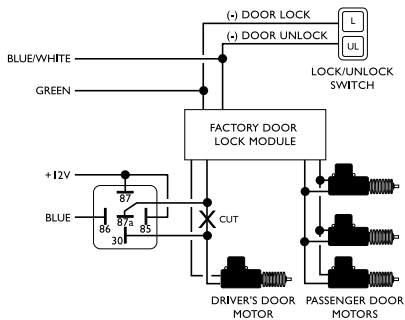 (-) DOOR LOCK
L
(-) DOOR UNLOCK
UL
BLUE/WHITE
LOCK/UNLOCK
SWITCH
GREEN
FACTORY DOOR
LOCK MODULE
+12V
87
BLUE
86
87a
85
CUT
30
DRIVER'S DOOR
MOTOR
PASSENGER DOOR
MOTORS